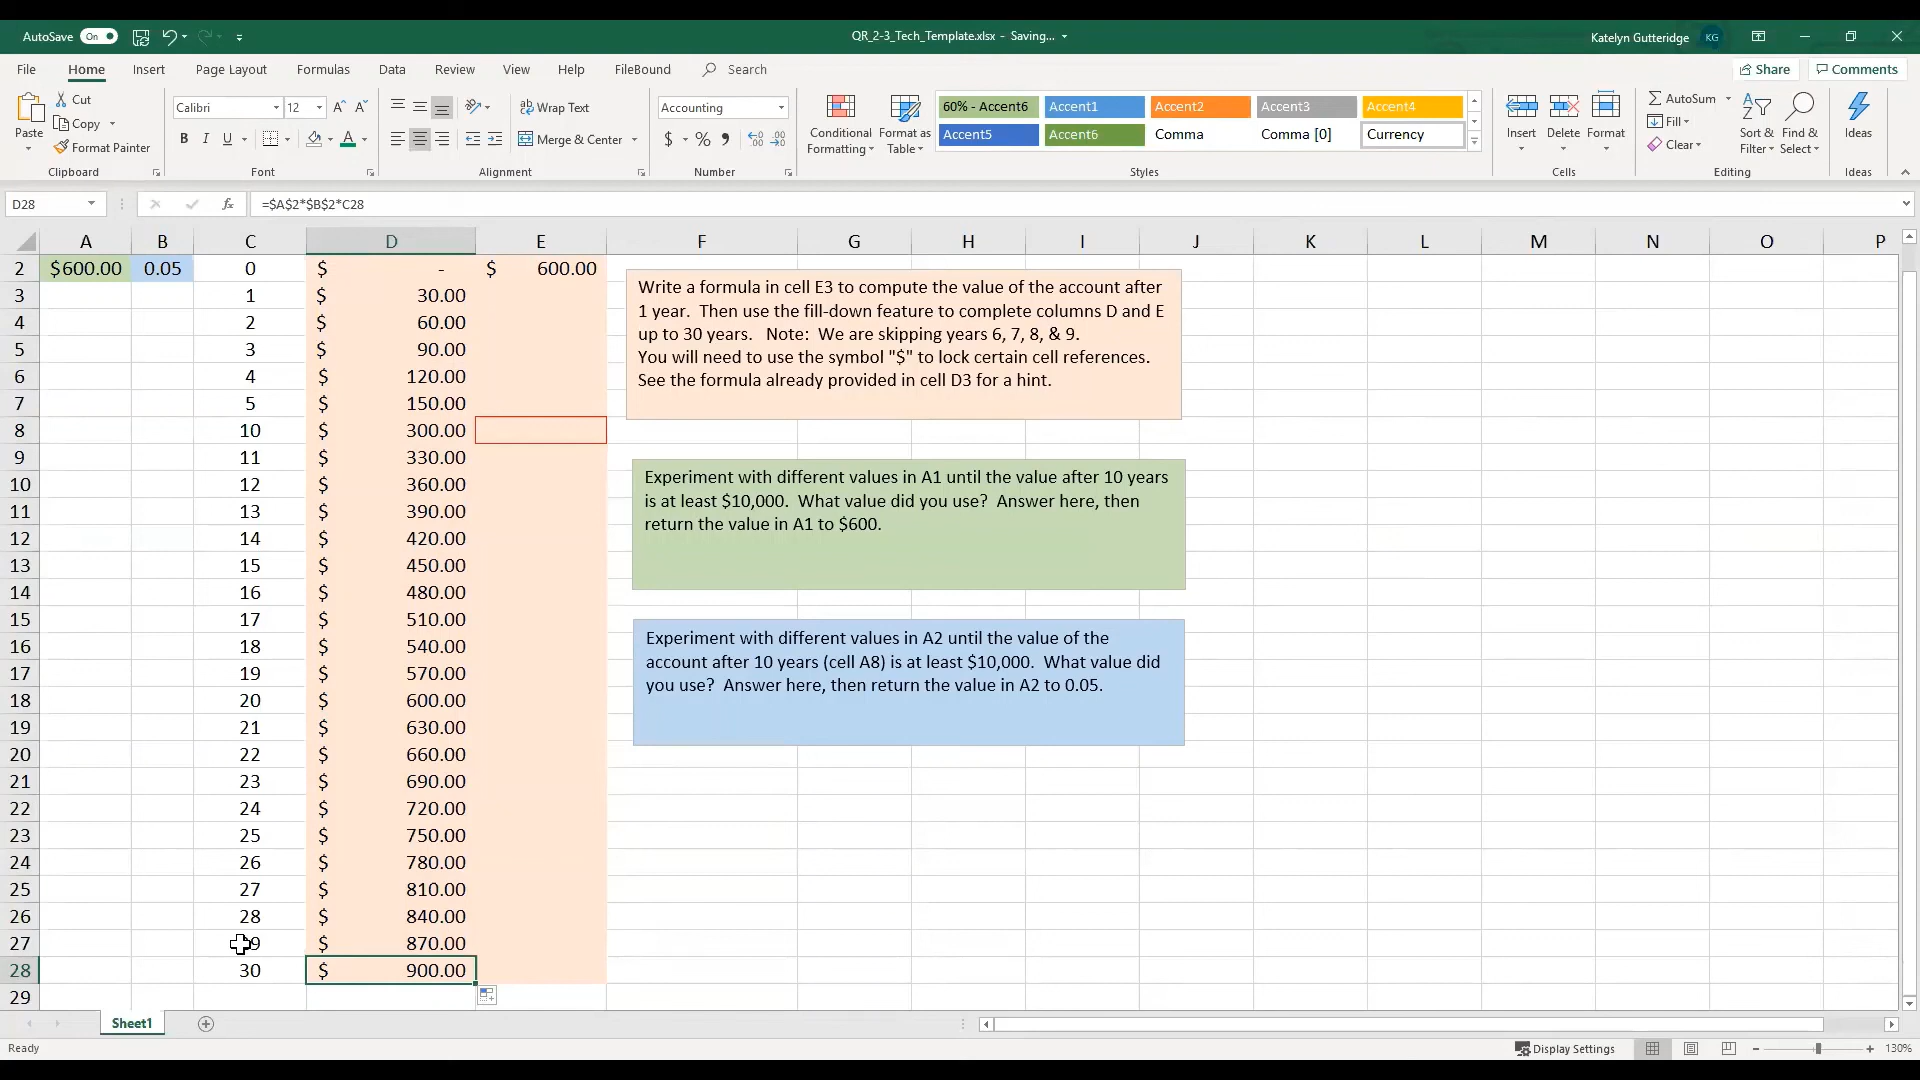 AutoSave On QR_2-3_Tech_Template.xlsx - Saving... Katelyn Gutteridge KG
File Home Insert Page Layout Formulas Data Review View Help FileBound Search Share Comments
Paste Cut Copy Format Painter Clipboard
Calibri 12 A A B I U A Font
ab Wrap Text Merge & Center Alignment
Accounting $ % , Number
Conditional Formatting Format as Table
60% - Accent6 Accent1 Accent2 Accent3 Accent4
Accent5 Accent6 Comma Comma [0] Currency
Styles
Insert Delete Format Cells
AutoSum Fill Clear Sort & Filter Find & Select Editing
Ideas Ideas
D28 fx =$A$2*$B$2*C28
A B C D E F G H I J K L M N O P
2 $600.00 0.05 0 $ - $ 600.00
3 1 $ 30.00
4 2 $ 60.00
5 3 $ 90.00
6 4 $ 120.00
7 5 $ 150.00
8 10 $ 300.00
9 11 $ 330.00
10 12 $ 360.00
11 13 $ 390.00
12 14 $ 420.00
13 15 $ 450.00
14 16 $ 480.00
15 17 $ 510.00
16 18 $ 540.00
17 19 $ 570.00
18 20 $ 600.00
19 21 $ 630.00
20 22 $ 660.00
21 23 $ 690.00
22 24 $ 720.00
23 25 $ 750.00
24 26 $ 780.00
25 27 $ 810.00
26 28 $ 840.00
27 $ 870.00
28 30 $ 900.00
29
Write a formula in cell E3 to compute the value of the account after
1 year. Then use the fill-down feature to complete columns D and E
up to 30 years. Note: We are skipping years 6, 7, 8, & 9.
You will need to use the symbol "$" to lock certain cell references.
See the formula already provided in cell D3 for a hint.
Experiment with different values in A1 until the value after 10 years
is at least $10,000. What value did you use? Answer here, then
return the value in A1 to $600.
Experiment with different values in A2 until the value of the
account after 10 years (cell A8) is at least $10,000. What value did
you use? Answer here, then return the value in A2 to 0.05.
Sheet1
Ready Display Settings 130%